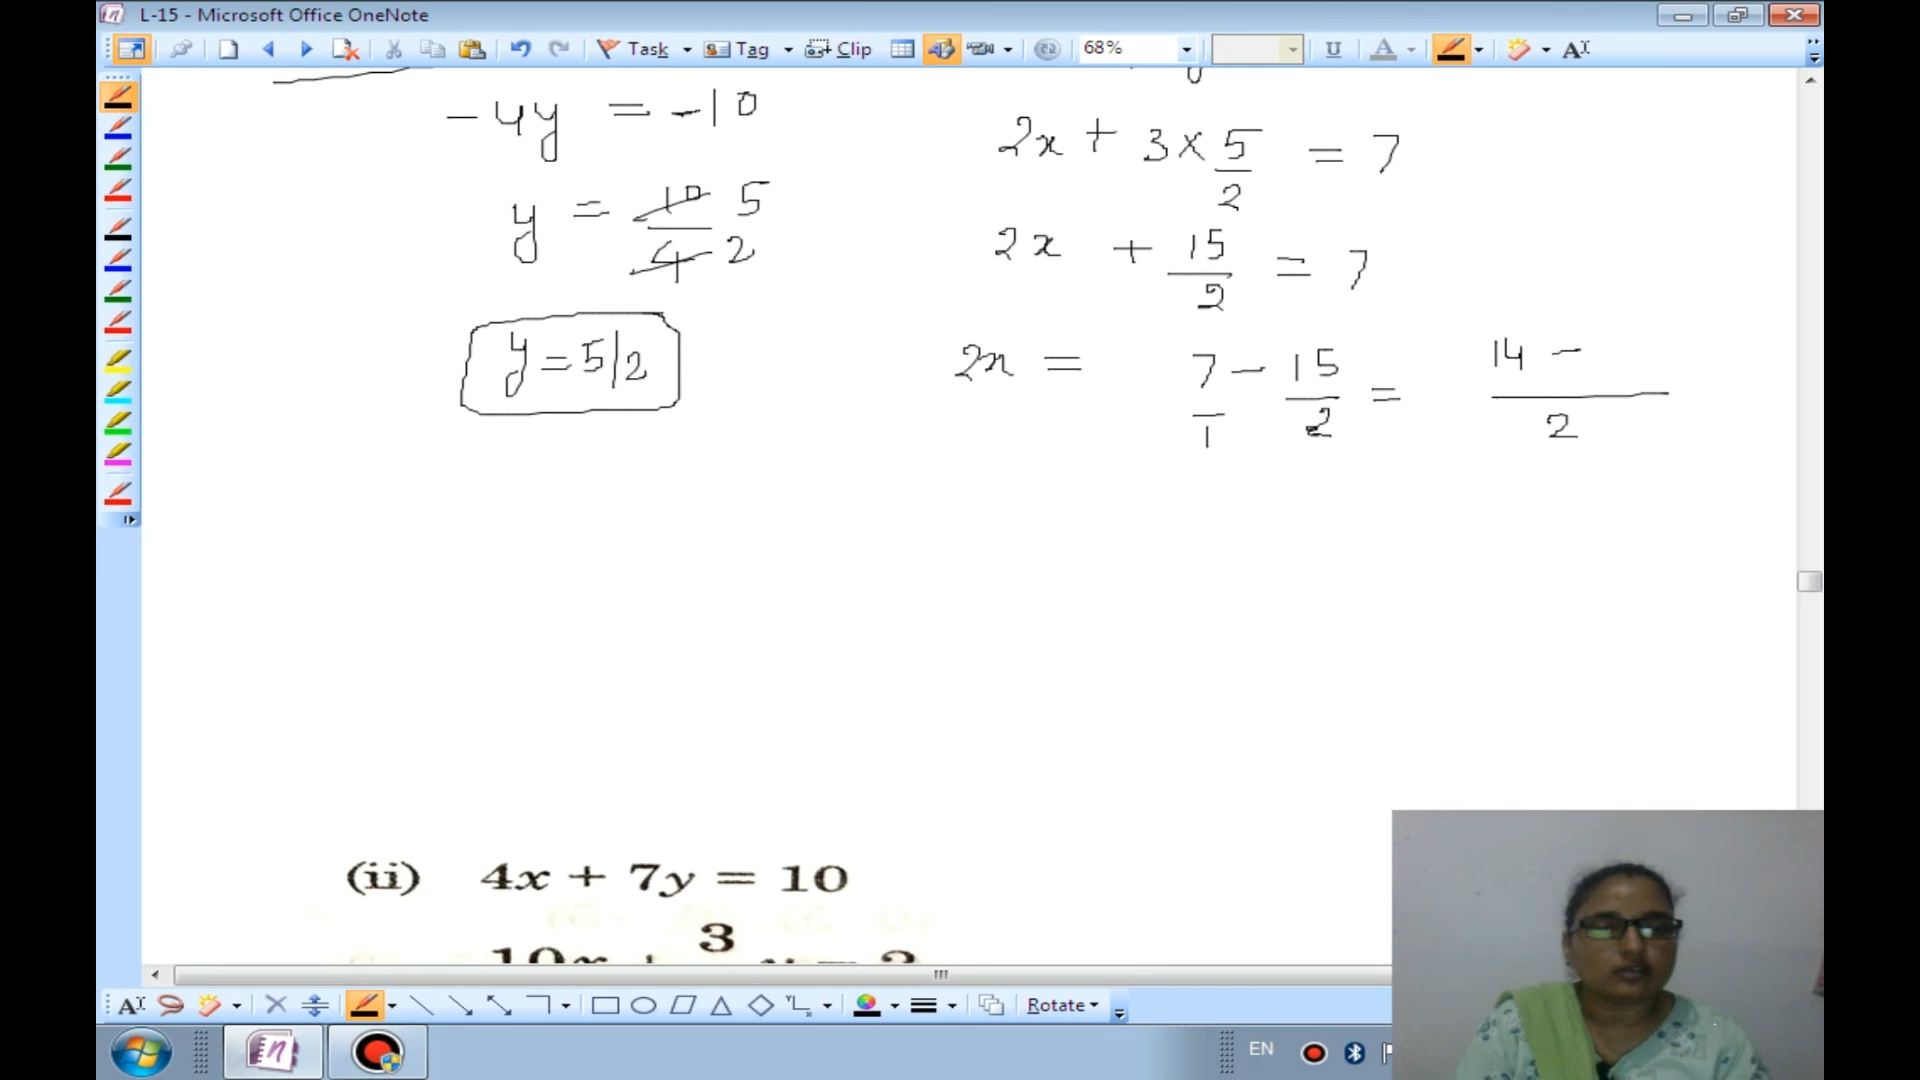 L-15 - Microsoft Office OneNote
Task Tag Clip 68% U A
-4y = -10
y = 10 5
4 2
y = 5/2
2x + 3 × 5 = 7
2
2x + 15 = 7
2
2x = 7 - 15 = 14 -
1 2 2
(ii) 4x + 7y = 10
3
Rotate
EN